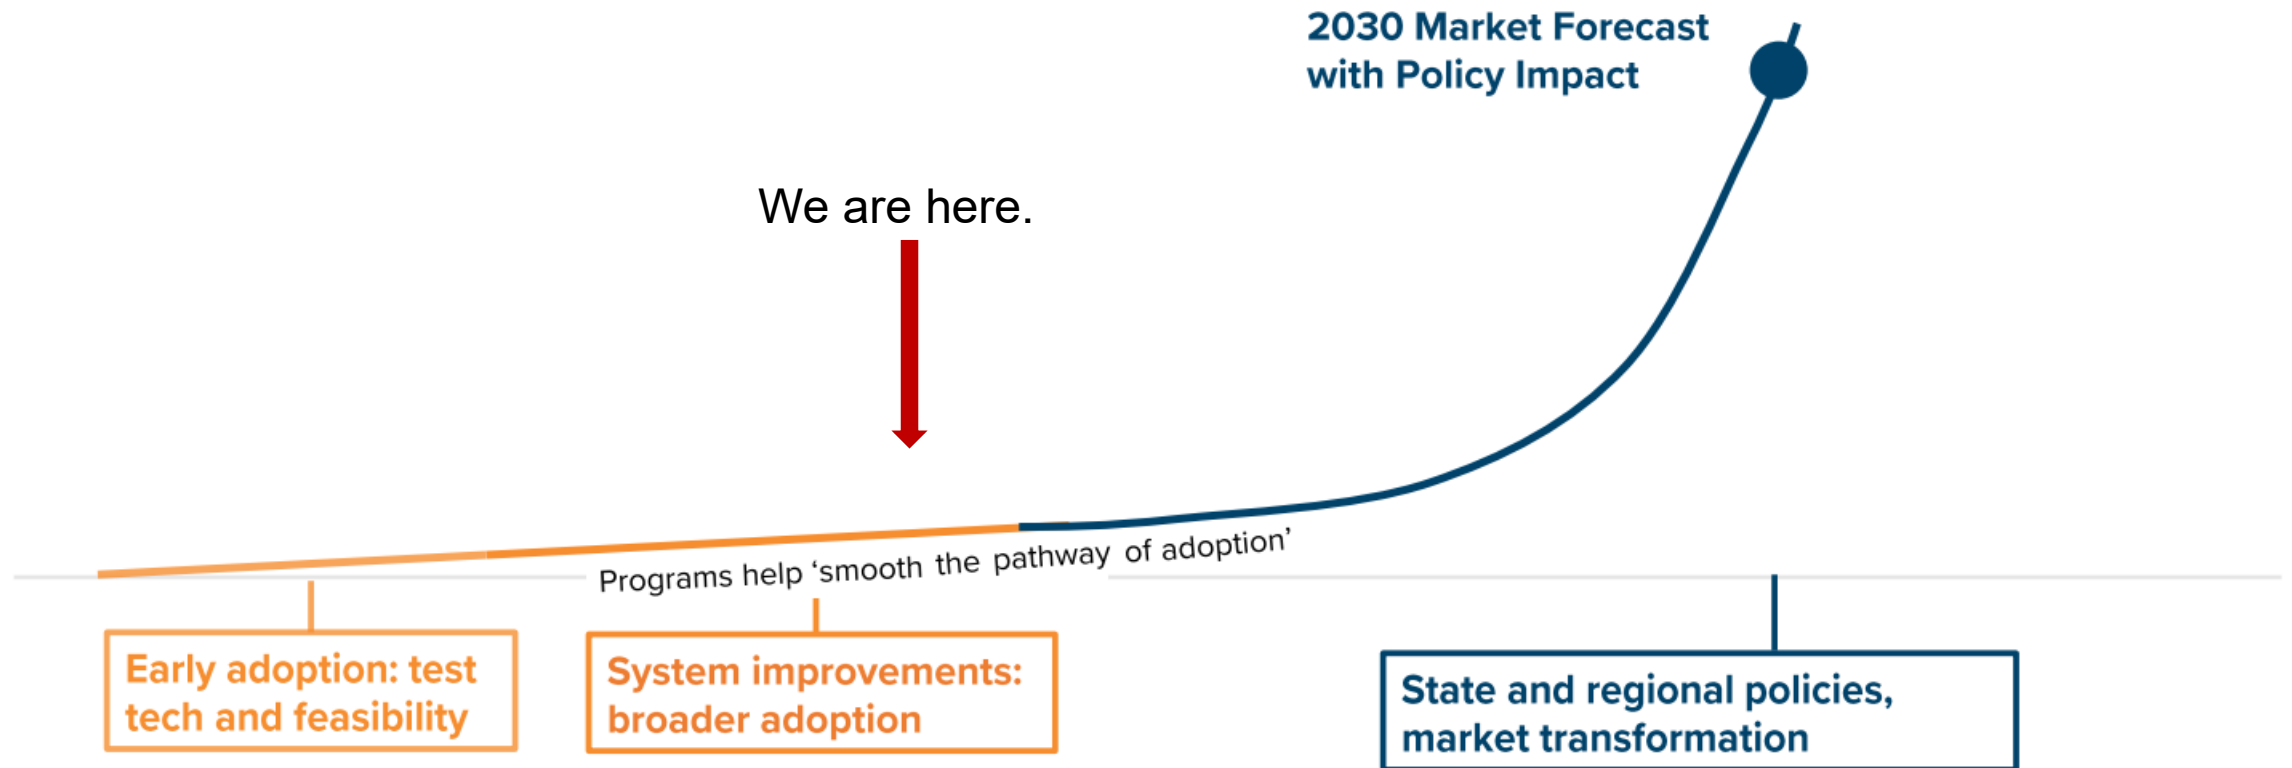 2030 Market Forecast
with Policy Impact
We are here.
Programs help ‘smooth the pathway of adoption’
Early adoption: test
tech and feasibility
System improvements:
broader adoption
State and regional policies,
market transformation